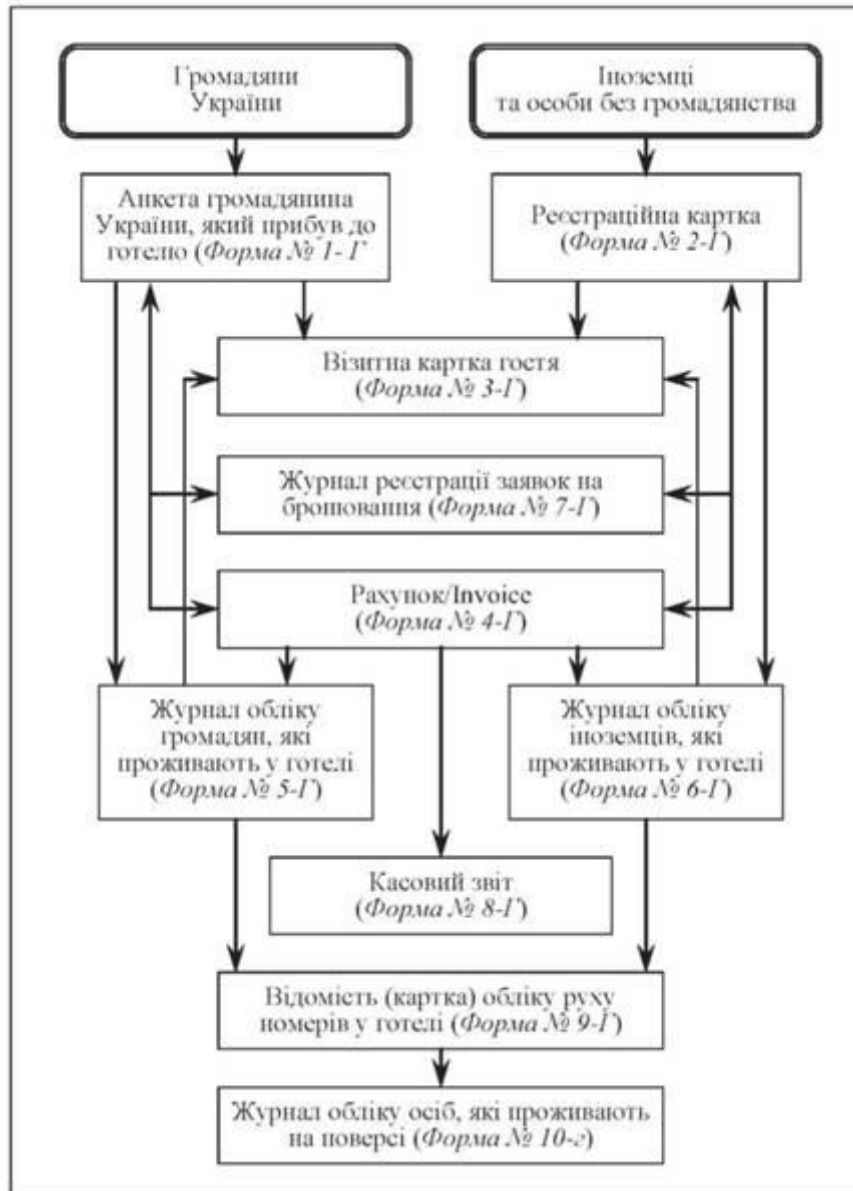 Громадяни
України
Іноземці
та особи без громадянства
Анкета громадянина
України, який прибув до
готелю (Форма № 1- Г
Реєстраційна картка
(Форма № 2-Г)
Візитна картка гостя
(Форма № 3-Г)
Журнал реєстрації заявок на
бронювання (Форма № 7-Г)
Рахунок/Invoice
(Форма № 4-Г)
Журнал обліку
громадян, які
проживають у готелі
(Форма № 5-Г)
Журнал обліку
іноземців, які
проживають у готелі
(Форма № 6-Г)
Касовий звіт
(Форма № 8-Г)
Відомість (картка) обліку руху
номерів у готелі (Форма № 9-Г)
Журнал обліку осіб, які проживають
на поверсі (Форма № 10-г)